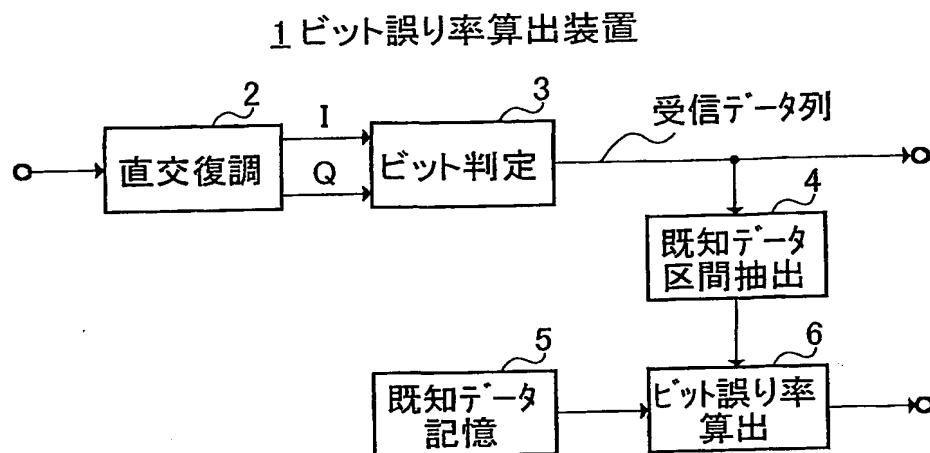 1 ビット誤り率算出装置
2
直交復調
I
Q
3
ビット判定
受信データ列
4
既知データ
区間抽出
5
既知データ
記憶
6
ビット誤り率
算出